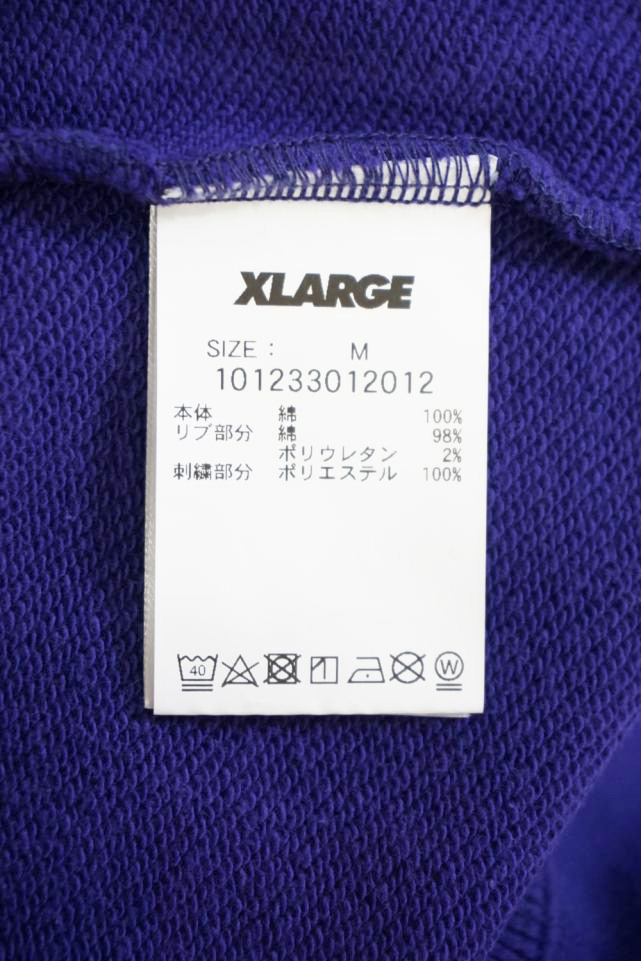 XLARGE
SIZE : M
101233012012
本体 綿 100%
リブ部分 綿 98%
ポリウレタン 2%
刺繍部分 ポリエステル 100%
40 W